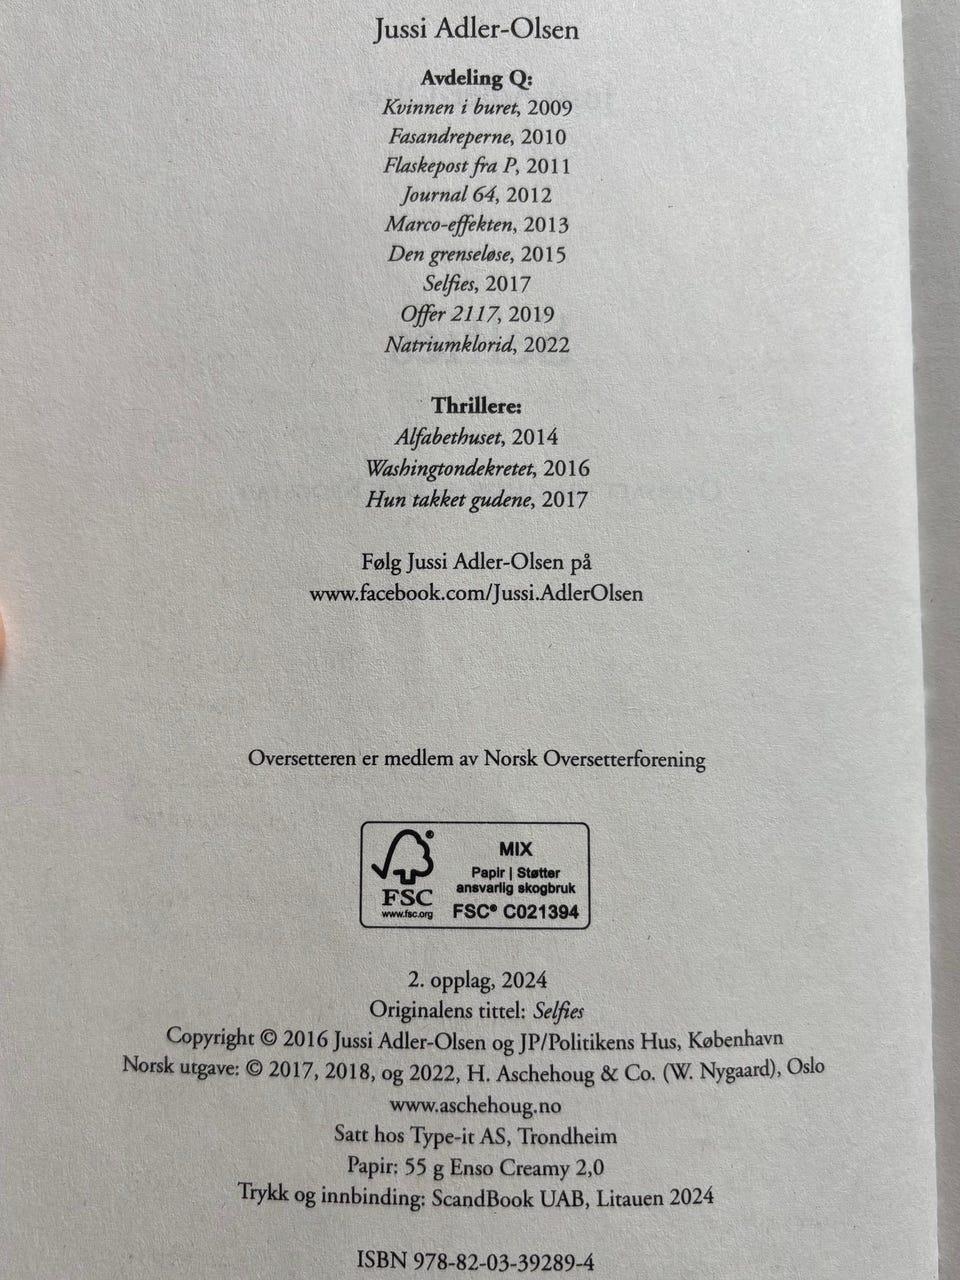 Jussi Adler-Olsen
Avdeling Q:
Kvinnen i buret, 2009
Fasandreperne, 2010
Flaskepost fra P, 2011
Journal 64, 2012
Marco-effekten, 2013
Den grenseløse, 2015
Selfies, 2017
Offer 2117, 2019
Natriumklorid, 2022
Thrillere:
Alfabethuset, 2014
Washingtondekretet, 2016
Hun takket gudene, 2017
Følg Jussi Adler-Olsen på
www.facebook.com/Jussi.AdlerOlsen
Oversetteren er medlem av Norsk Oversetterforening
FSC®
www.fsc.org
MIX
Papir | Støtter
ansvarlig skogbruk
FSC® C021394
2. opplag, 2024
Originalens tittel: Selfies
Copyright © 2016 Jussi Adler-Olsen og JP/Politikens Hus, København
Norsk utgave: © 2017, 2018, og 2022, H. Aschehoug & Co. (W. Nygaard), Oslo
www.aschehoug.no
Satt hos Type-it AS, Trondheim
Papir: 55 g Enso Creamy 2,0
Trykk og innbinding: ScandBook UAB, Litauen 2024
ISBN 978-82-03-39289-4